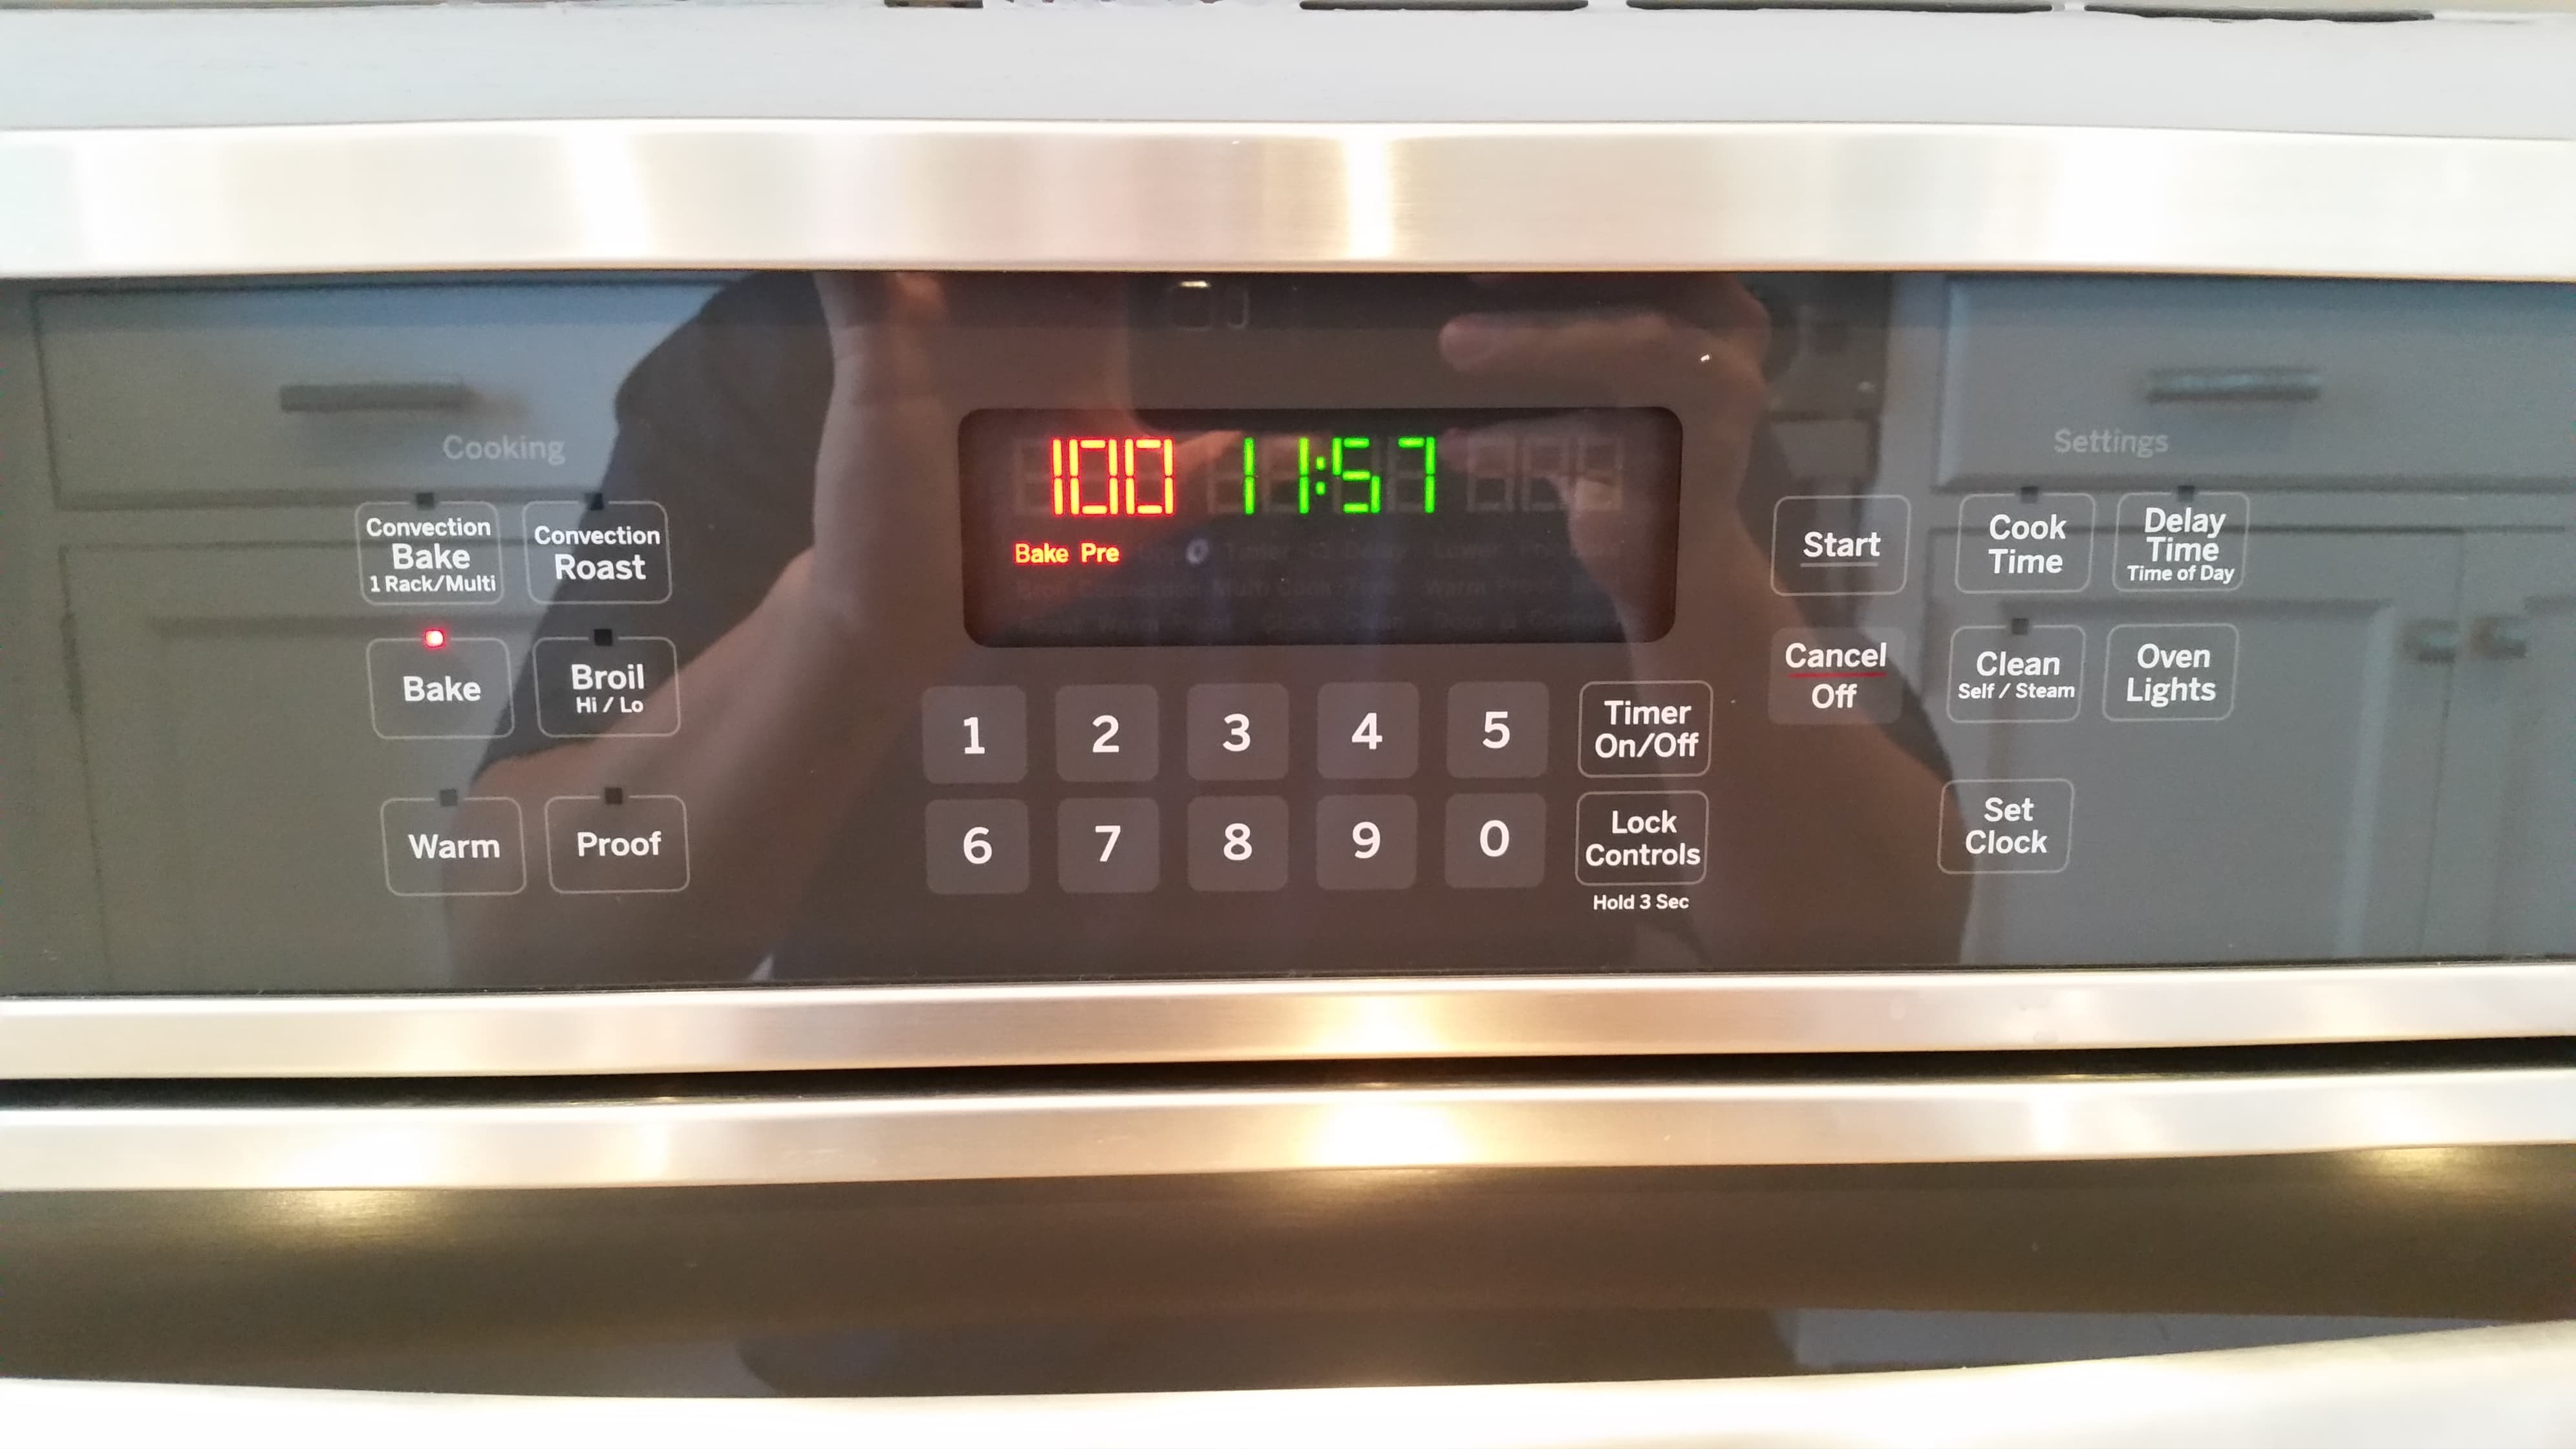 Cooking
Convection
Bake
1 Rack/Multi
Convection
Roast
Bake
Broil
Hi / Lo
Warm
Proof
100 11:57
Bake Pre
1 2 3 4 5
6 7 8 9 0
Timer
On/Off
Lock
Controls
Hold 3 Sec
Start
Cancel
Off
Settings
Cook
Time
Delay
Time
Time of Day
Clean
Self / Steam
Oven
Lights
Set
Clock